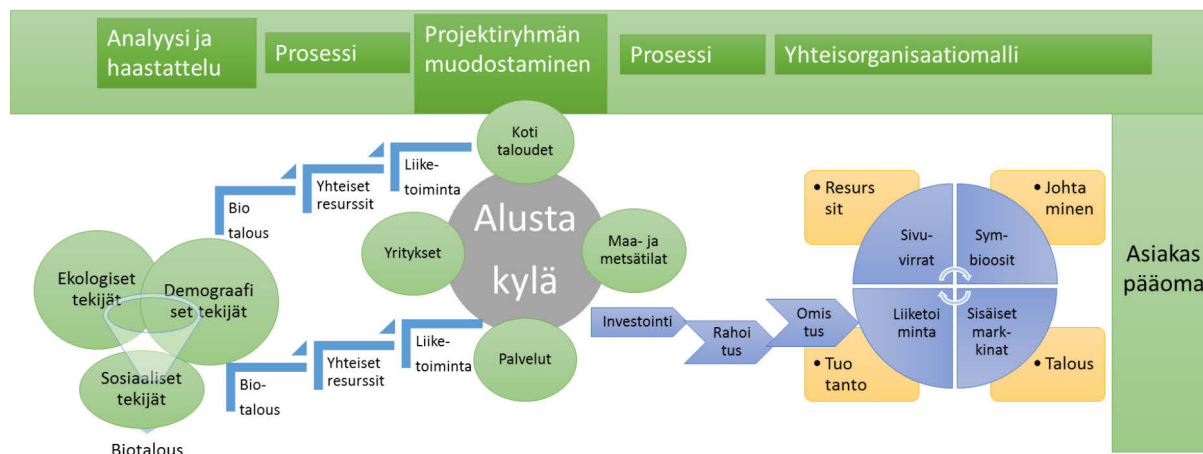 Analyysi ja
haastattelu
Prosessi
Projektiryhmän
muodostaminen
Prosessi
Yhteisorganisaatiomalli
Koti
taloudet
Liike-
toiminta
Yhteiset
resurssit
Bio
talous
Alusta
kylä
Yritykset
Maa- ja
metsätilat
Palvelut
Ekologiset
tekijät
Demograafi
set tekijät
Sosiaaliset
tekijät
Biotalous
Bio-
talous
Yhteiset
resurssit
Liike-
toiminta
Investointi
Rahoi
tus
Omis
tus
• Resurs
sit
• Johta
minen
Sivu-
virrat
Sym-
bioosit
Liiketoi
minta
Sisäiset
mark-
kinat
• Tuo
tanto
• Talous
Asiakas
pääoma